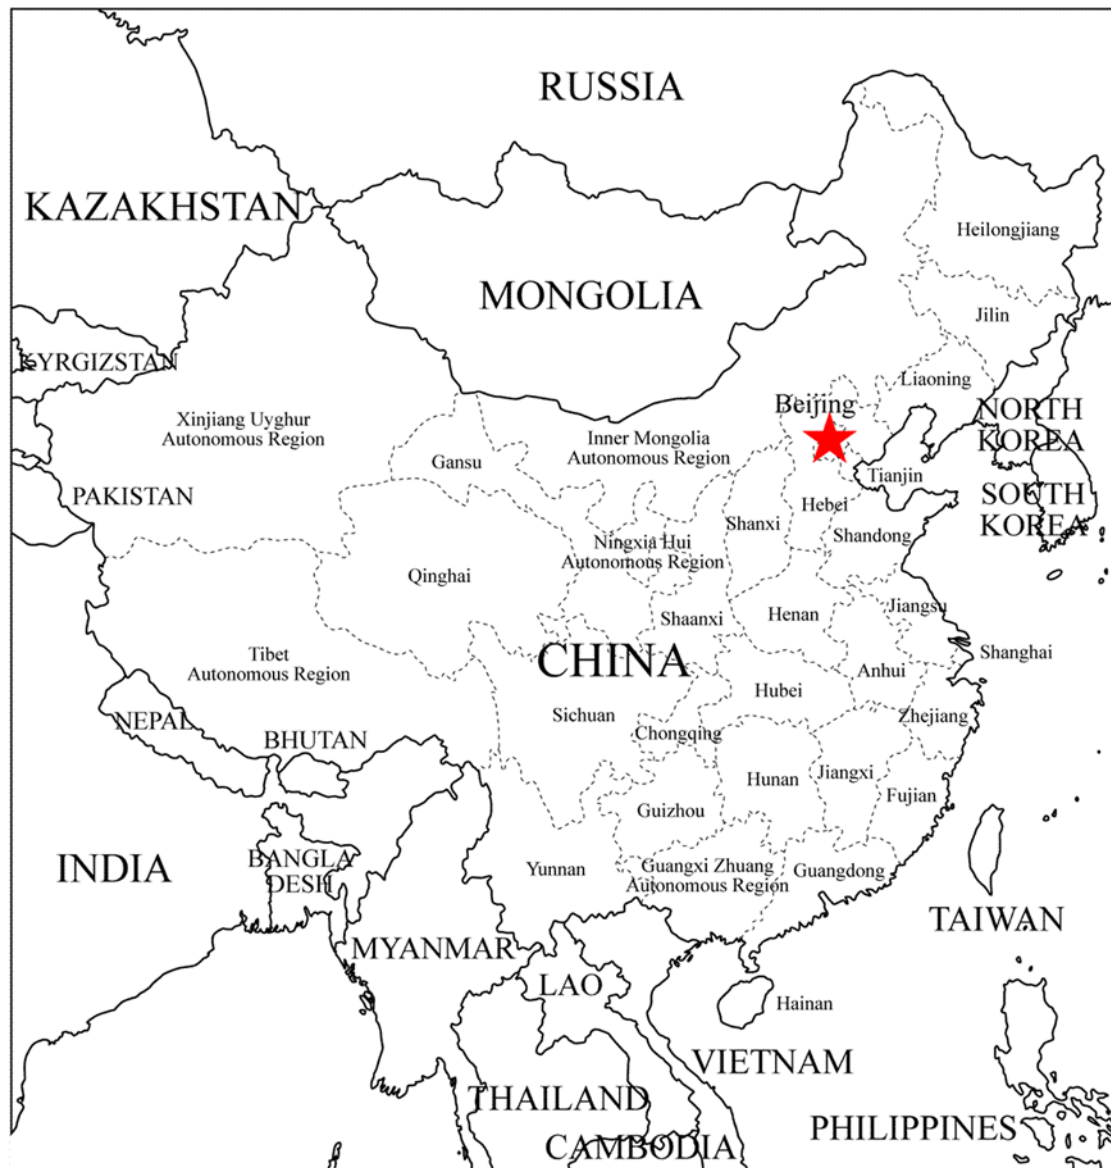 RUSSIA
KAZAKHSTAN
Heilongjiang
MONGOLIA
Jilin
KYRGIZSTAN
Liaoning
Beijing
NORTH
KOREA
Xinjiang Uyghur
Autonomous Region
Inner Mongolia
Autonomous Region
Gansu
Tianjin
PAKISTAN
SOUTH
KOREA
Hebei
Shanxi
Shandong
Ningxia Hui
Autonomous Region
Qinghai
Jiangsu
Henan
Shaanxi
Shanghai
Tibet
Autonomous Region
CHINA
Anhui
Hubei
Sichuan
Zhejiang
NEPAL
Chongqing
BHUTAN
Jiangxi
Hunan
Fujian
Guizhou
INDIA
BANGLA
DESH
Yunnan
Guangxi Zhuang
Autonomous Region
Guangdong
TAIWAN
MYANMAR
LAO
Hainan
VIETNAM
THAILAND
PHILIPPINES
CAMBODIA